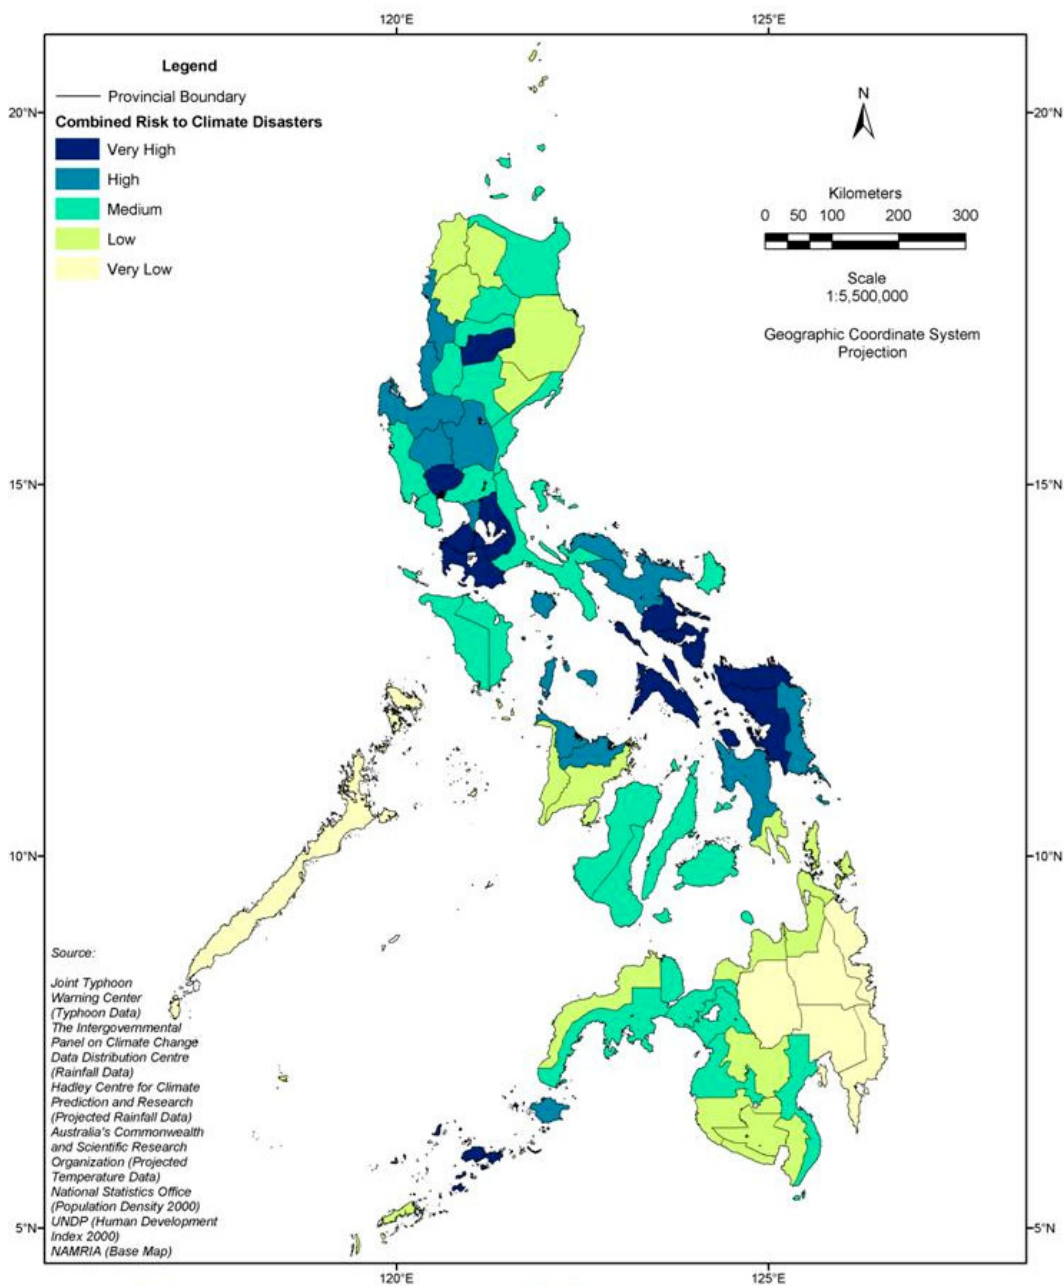 120°E 125°E
Legend
Provincial Boundary
Combined Risk to Climate Disasters
Very High
High
Medium
Low
Very Low
N
Kilometers
0 50 100 200 300
Scale
1:5,500,000
Geographic Coordinate System
Projection
20°N 20°N
15°N 15°N
10°N 10°N
5°N 5°N
Source:
Joint Typhoon
Warning Center
(Typhoon Data)
The Intergovernmental
Panel on Climate Change
Data Distribution Centre
(Rainfall Data)
Hadley Centre for Climate
Prediction and Research
(Projected Rainfall Data)
Australia's Commonwealth
and Scientific Research
Organization (Projected
Temperature Data)
National Statistics Office
(Population Density 2000)
UNDP (Human Development
Index 2000)
NAMRIA (Base Map)
120°E 125°E